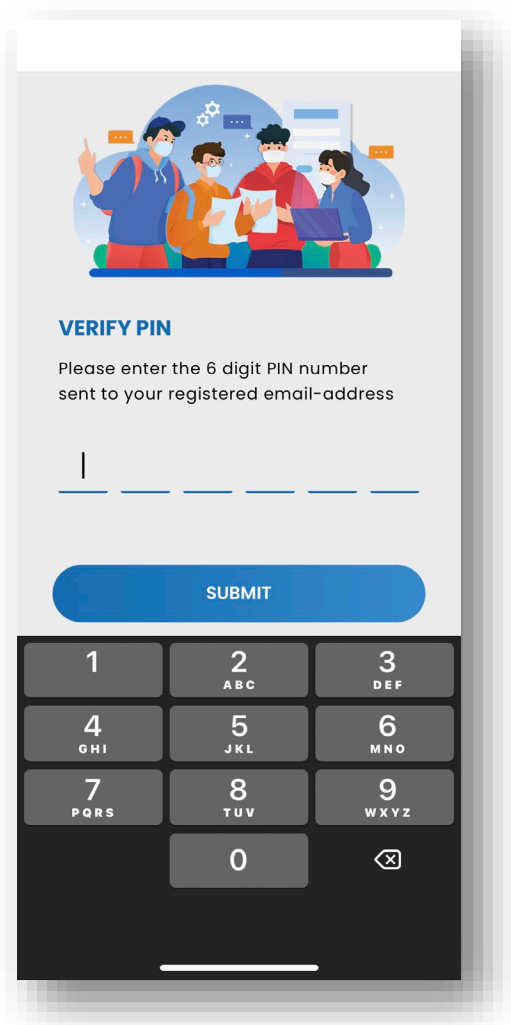 VERIFY PIN
Please enter the 6 digit PIN number
sent to your registered email-address
SUBMIT
1
2
ABC
3
DEF
4
GHI
5
JKL
6
MNO
7
PQRS
8
TUV
9
WXYZ
0